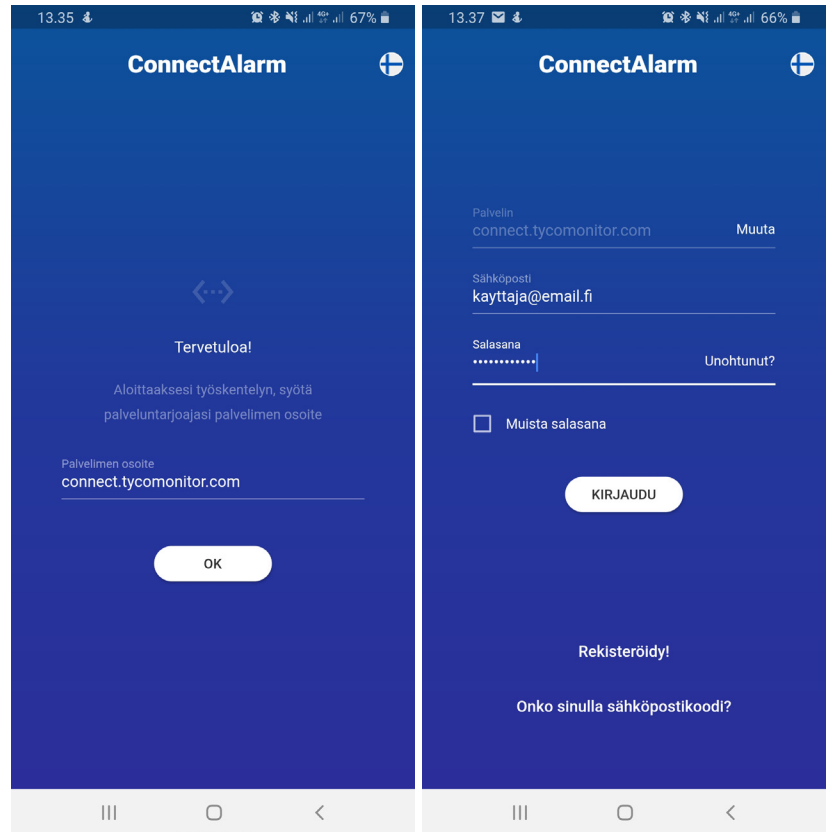 13.35
4G+
67%
ConnectAlarm
Tervetuloa!
Aloittaaksesi työskentelyn, syötä
palveluntarjoajasi palvelimen osoite
Palvelimen osoite
connect.tycomonitor.com
OK
13.37
4G+
66%
ConnectAlarm
Palvelin
connect.tycomonitor.com
Muuta
Sähköposti
kayttaja@email.fi
Salasana
••••••••••••
Unohtunut?
Muista salasana
KIRJAUDU
Rekisteröidy!
Onko sinulla sähköpostikoodi?